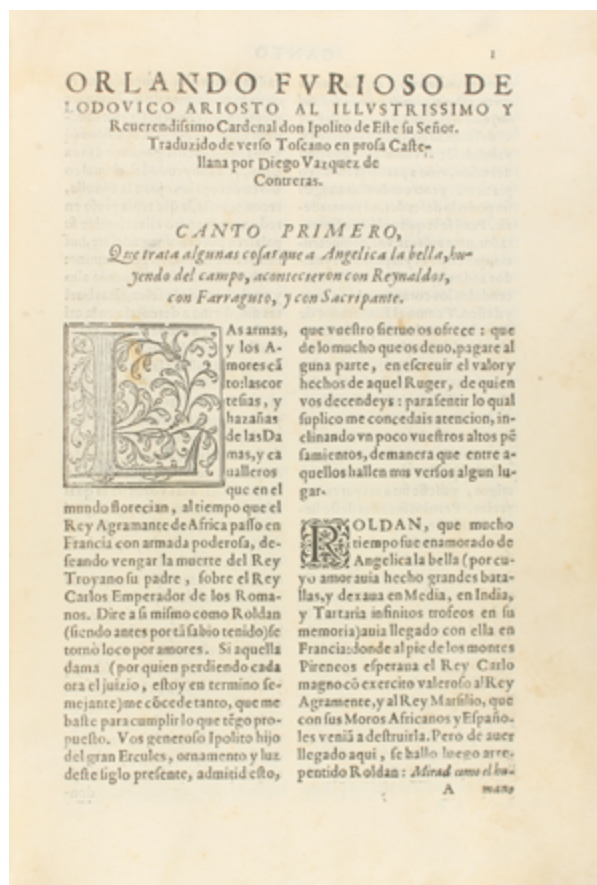 1
ORLANDO FVRIOSO DE
LODOVICO ARIOSTO AL ILLVSTRISSIMO Y
Reuerendissimo Cardenal don Ipolito de Este su Señor.
Traduzido de verso Toscano en prosa Caste-
llana por Diego Vazquez de
Contreras.
CANTO PRIMERO,
Que trata algunas cosas que a Angelica la bella, hu-
yendo del campo, acontecieron con Reynaldos,
con Farraguto, y con Sacripante.
LAs armas,
y los A-
mores cã
to: las cor
tesias, y
hazañas
de las Da
mas, y ca
ualleros
que en el
mundo florecian, al tiempo que el
Rey Agramante de Africa passo en
Francia con armada poderosa, de-
seando vengar la muerte del Rey
Troyano su padre, sobre el Rey
Carlos Emperador de los Roma-
nos. Dire a si mismo como Roldan
(siendo antes por tã sabio tenido) se
tornò loco por amores. Si aquella
dama (por quien perdiendo cada
ora el juizio, estoy en termino se-
mejante) me cõcede tanto, que me
baste para cumplir lo que tẽgo pro-
puesto. Vos generoso Ipolito hijo
del gran Ercules, ornamento y luz
deste siglo presente, admitid esto,
que vuestro sieruo os ofrece: que
de lo mucho que os deuo, pagare al
guna parte, en escreuir el valor y
hechos de aquel Ruger, de quien
vos decendeys: para sentir lo qual
suplico me concedais atencion, in-
clinando vn poco vuestros altos pẽ
samientos, de manera que entre a-
quellos hallen mis versos algun lu-
gar.
ROLDAN, que mucho
tiempo fue enamorado de
Angelica la bella (por cu-
yo amor auia hecho grandes bata-
llas, y dexaua en Media, en India,
y Tartaria infinitos trofeos en su
memoria) auia llegado con ella en
Francia: donde al pie de los montes
Pireneos esperaua el Rey Carlo
magno cõ exercito valeroso al Rey
Agramente, y al Rey Marsilio, que
con sus Moros Africanos y Españo-
les veniã a destruirla. Pero de auer
llegado aqui, se hallo luego arre-
pentido Roldan: Mirad como el hu-
A mano